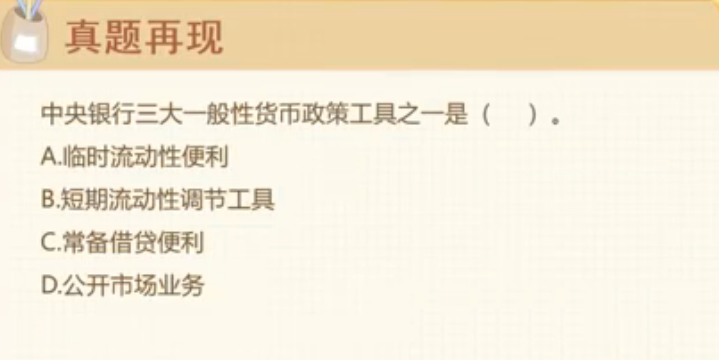 真题再现
中央银行三大一般性货币政策工具之一是（ ）。
A.临时流动性便利
B.短期流动性调节工具
C.常备借贷便利
D.公开市场业务